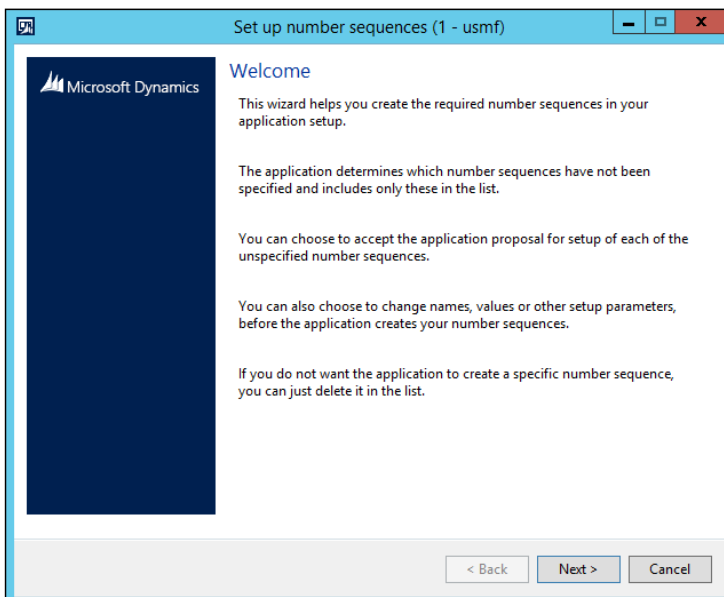 Set up number sequences (1 - usmf)
Microsoft Dynamics
Welcome
This wizard helps you create the required number sequences in your
application setup.
The application determines which number sequences have not been
specified and includes only these in the list.
You can choose to accept the application proposal for setup of each of the
unspecified number sequences.
You can also choose to change names, values or other setup parameters,
before the application creates your number sequences.
If you do not want the application to create a specific number sequence,
you can just delete it in the list.
< Back Next > Cancel